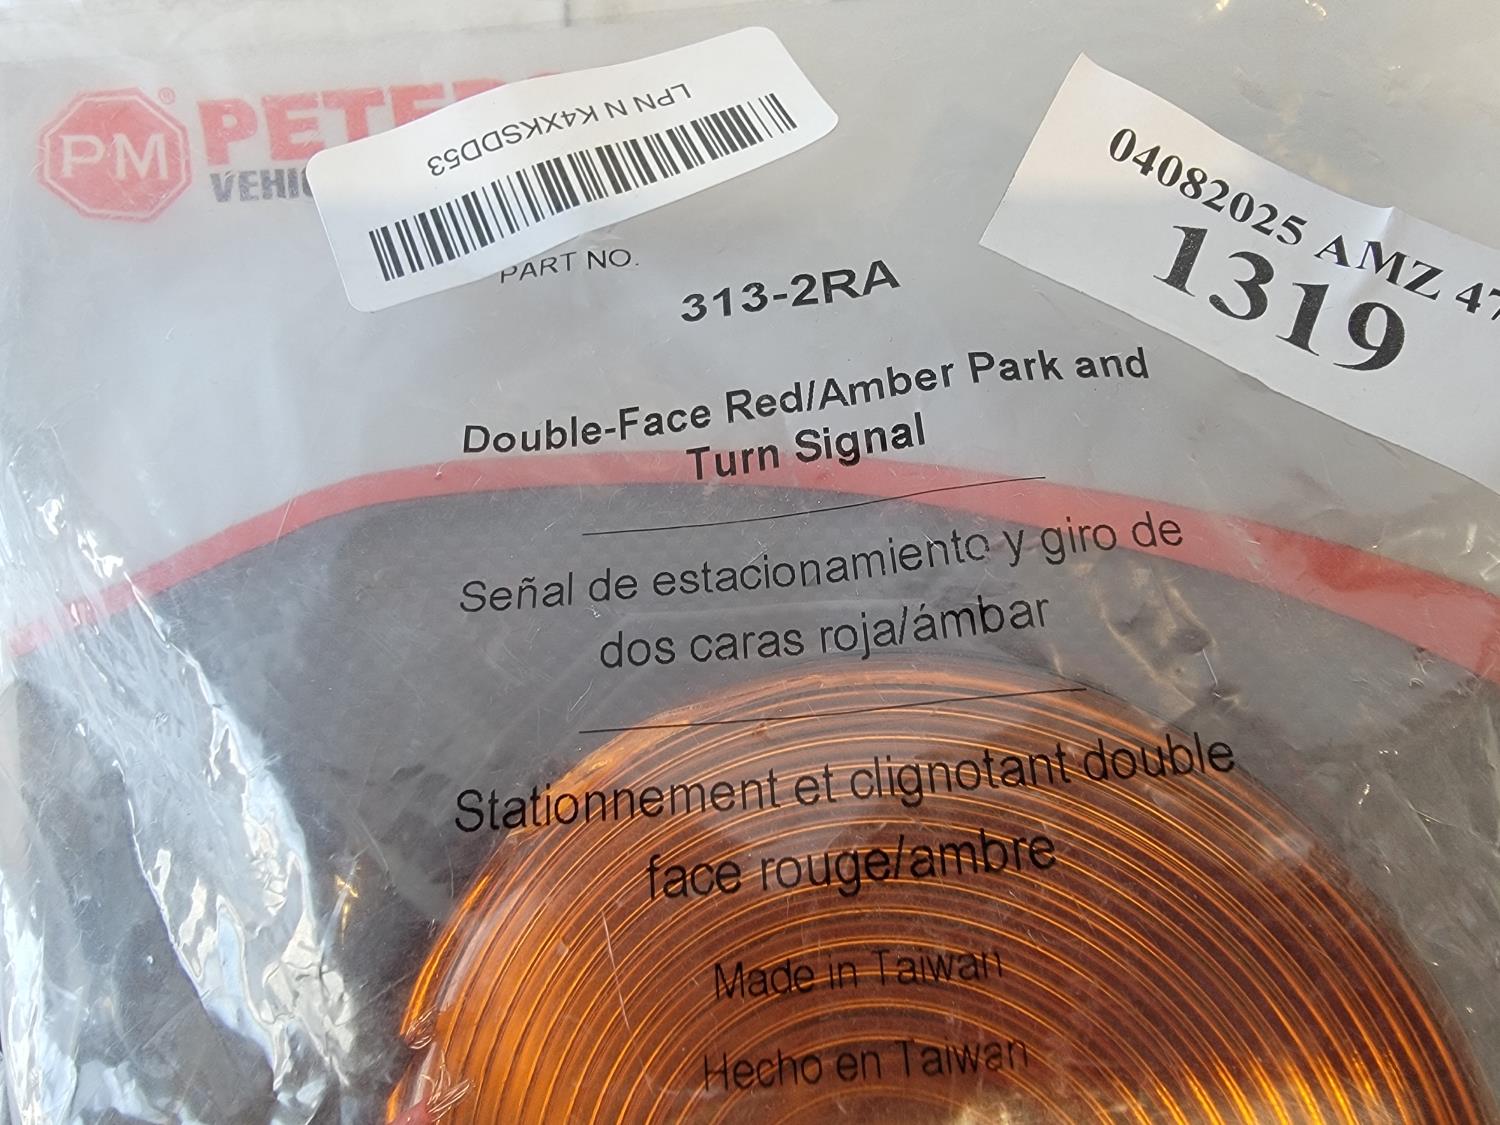 PM
®
VEHIC
LPN N K4XKSDD53
04082025 AMZ 47
1319
PART NO.
313-2RA
Double-Face Red/Amber Park and
Turn Signal
Señal de estacionamiento y giro de
dos caras roja/ámbar
Stationnement et clignotant double
face rouge/ambre
Made in Taiwan
Hecho en Taiwan